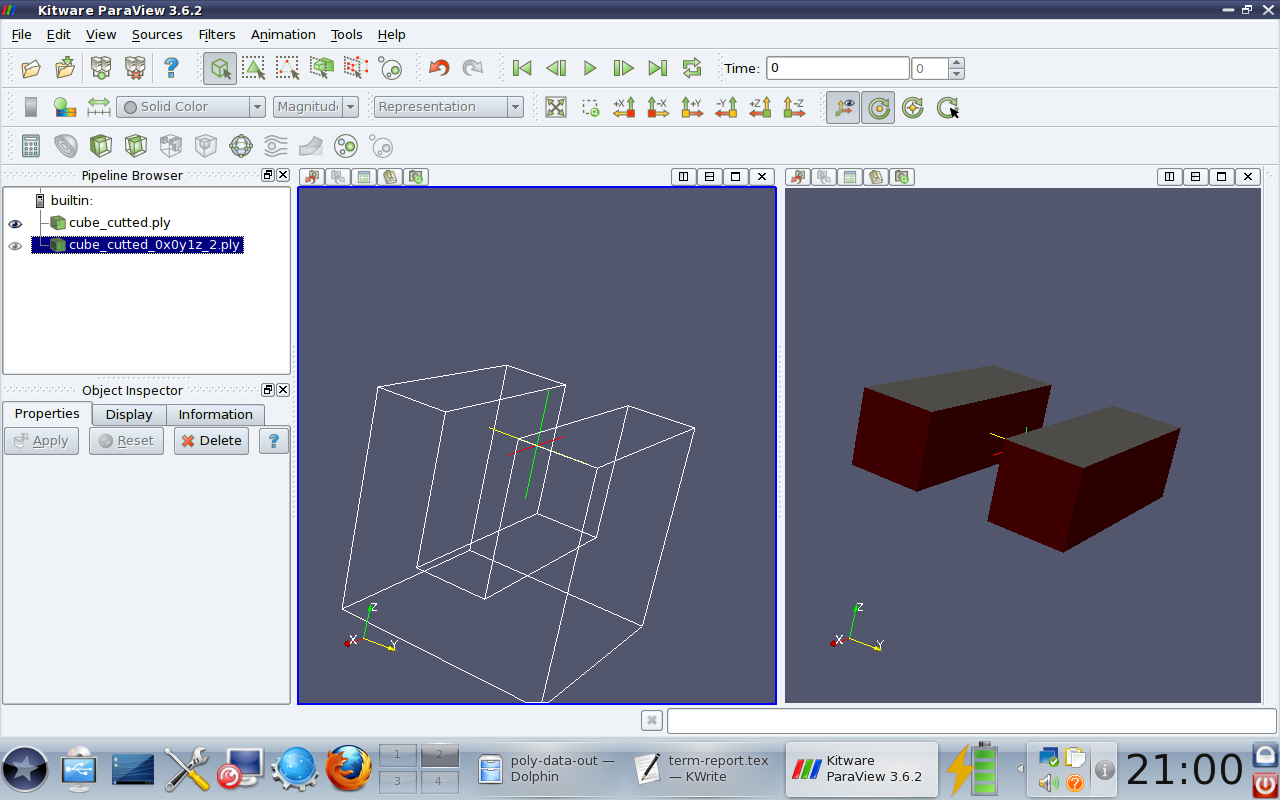 Kitware ParaView 3.6.2
File Edit View Sources Filters Animation Tools Help
Time: 0 0
Solid Color Magnitud Representation +X -X +Y -Y +Z -Z
Pipeline Browser
builtin:
cube_cutted.ply
cube_cutted_0x0y1z_2.ply
Object Inspector
Properties Display Information
Apply Reset Delete ?
Z
X
Y
Z
X
Y
1 2
3 4
poly-data-out —
Dolphin
term-report.tex
— KWrite
Kitware
ParaView 3.6.2
21:00